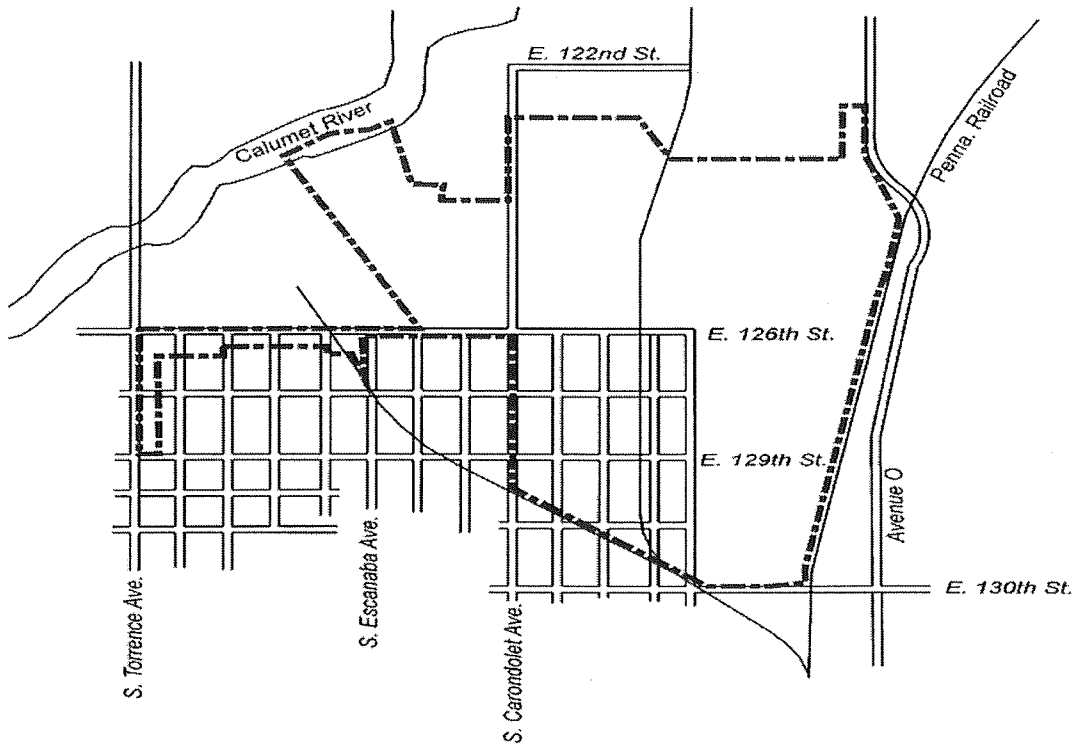 E. 122nd St.
Calumet River
Penna. Railroad
E. 126th St.
E. 129th St.
Avenue O
E. 130th St.
S. Torrence Ave.
S. Escanaba Ave.
S. Carondolet Ave.